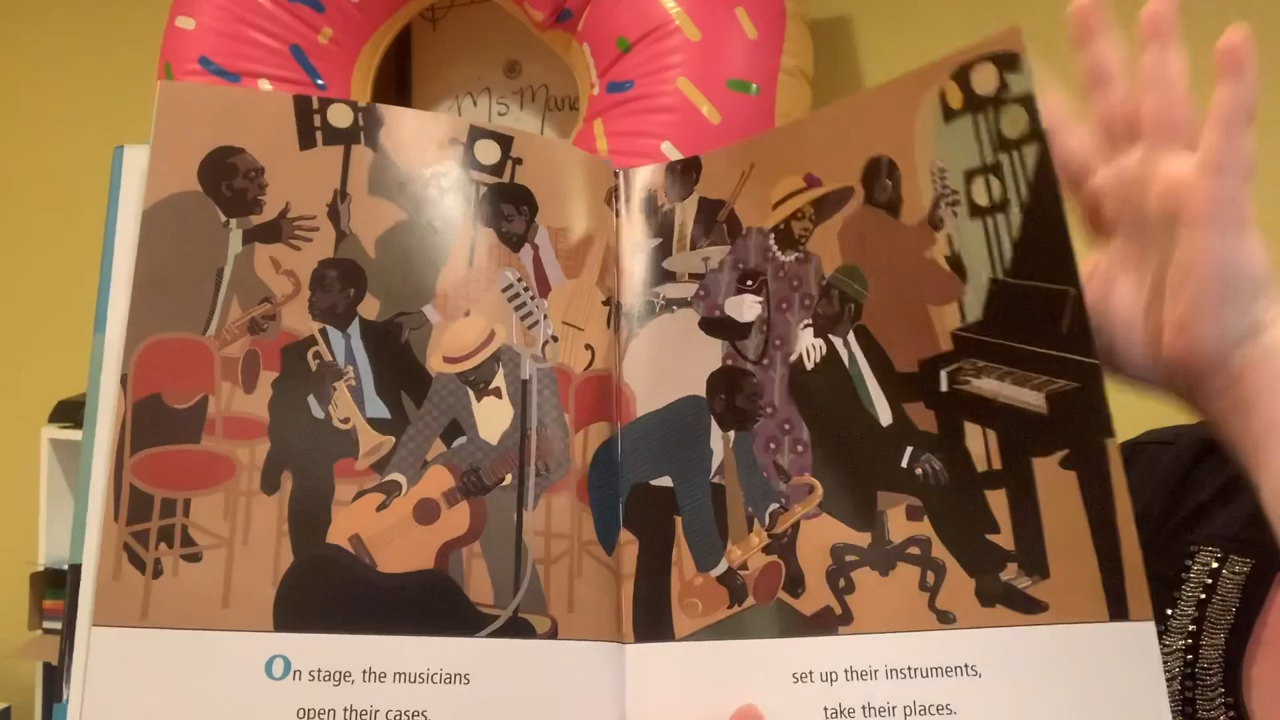 Ms Mane
On stage, the musicians
open their cases,
set up their instruments,
take their places.